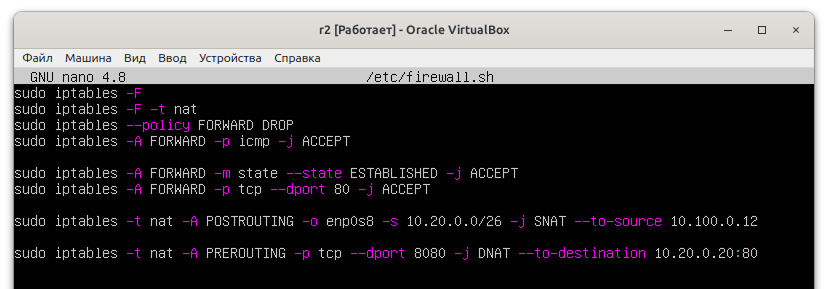 r2 [Работает] - Oracle VirtualBox
Файл Машина Вид Ввод Устройства Справка
GNU nano 4.8 /etc/firewall.sh
sudo iptables -F
sudo iptables -F -t nat
sudo iptables --policy FORWARD DROP
sudo iptables -A FORWARD -p icmp -j ACCEPT
sudo iptables -A FORWARD -m state --state ESTABLISHED -j ACCEPT
sudo iptables -A FORWARD -p tcp --dport 80 -j ACCEPT
sudo iptables -t nat -A POSTROUTING -o enp0s8 -s 10.20.0.0/26 -j SNAT --to-source 10.100.0.12
sudo iptables -t nat -A PREROUTING -p tcp --dport 8080 -j DNAT --to-destination 10.20.0.20:80